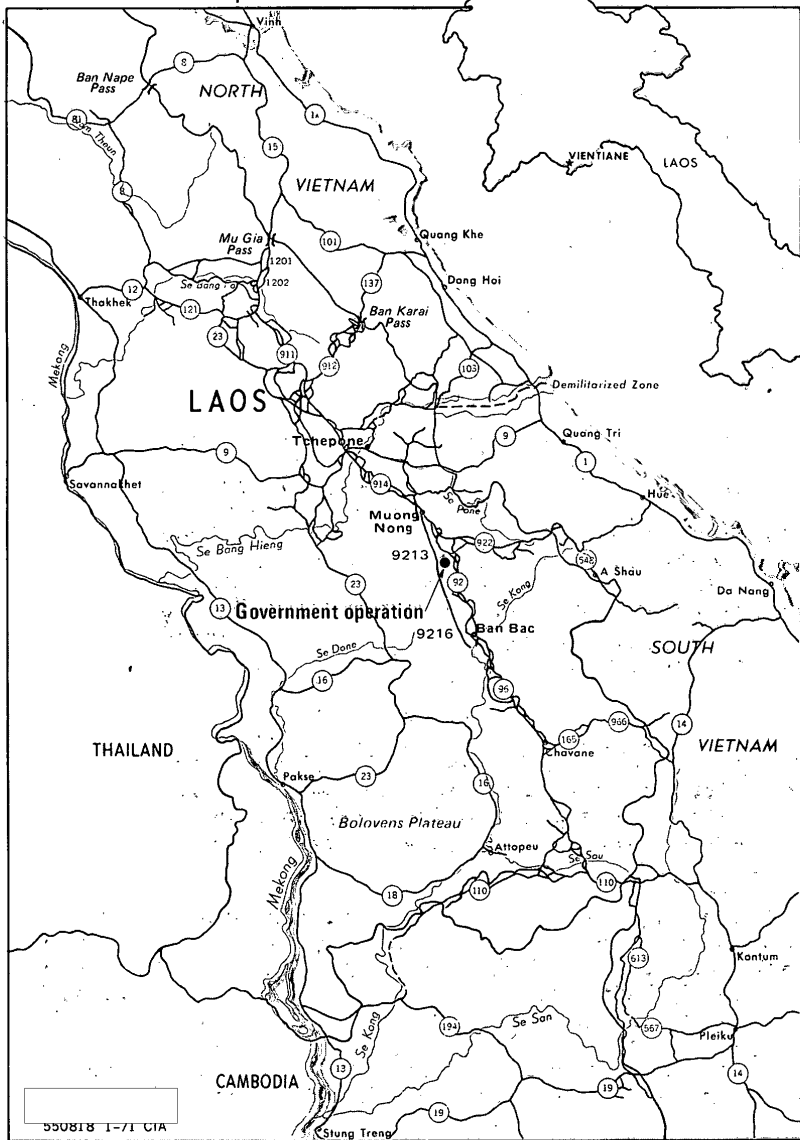 Vinh
Ban Nape
Pass
8
NORTH
1A
81
15
VIETNAM
8
VIENTIANE
LAOS
Mu Gia
Pass
101
Quang Khe
1201
12
1202
137
Dong Hoi
Thakhek
121
Ban Karai
Pass
23
911
912
103
Mekong
Demilitarized Zone
LAOS
Tchepone
9
9
Quang Tri
1
Savannakhet
914
Se Pone
Hue
Muong
Nong
Se Bang Hieng
922
9213
548
A Shau
23
92
Se Kong
Da Nang
13
Government operation
9216
Ban Bac
SOUTH
Se Done
16
96
966
14
THAILAND
165
VIETNAM
Chavane
Pakse
23
16
Bolovens Plateau
Attopeu
Se Sou
Mekong
18
110
110
613
Kontum
Se Kong
194
Se San
567
Pleiku
13
CAMBODIA
19
14
19
550818 1-71 CIA
Stung Treng